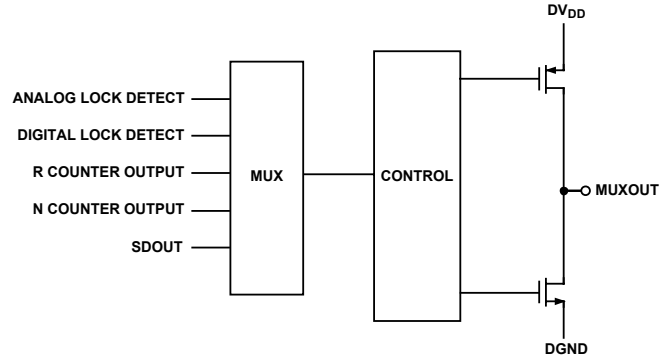 DVDD
ANALOG LOCK DETECT
DIGITAL LOCK DETECT
R COUNTER OUTPUT
N COUNTER OUTPUT
SDOUT
MUX
CONTROL
MUXOUT
DGND